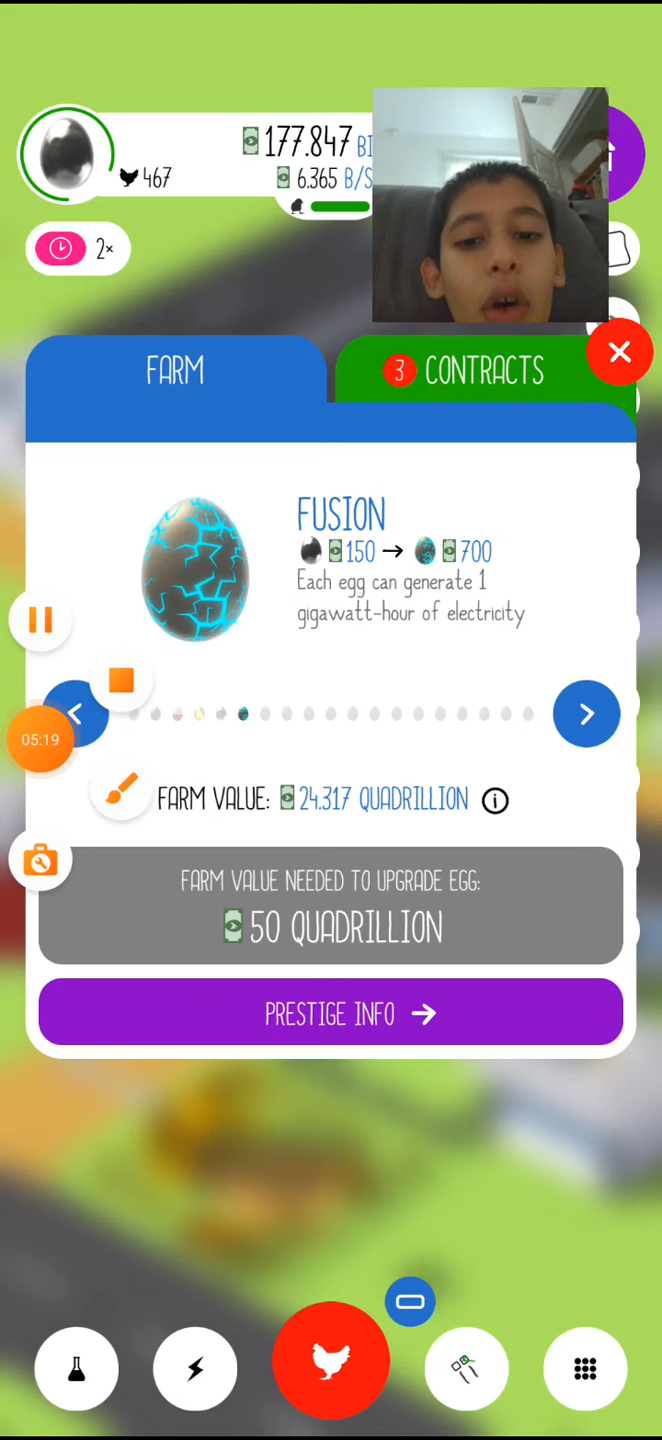 177.847 BI
467
6.365 B/S
2×
FARM
3 CONTRACTS
FUSION
150 → 700
Each egg can generate 1
gigawatt-hour of electricity
05:19
FARM VALUE: 24.317 QUADRILLION
FARM VALUE NEEDED TO UPGRADE EGG:
50 QUADRILLION
PRESTIGE INFO →